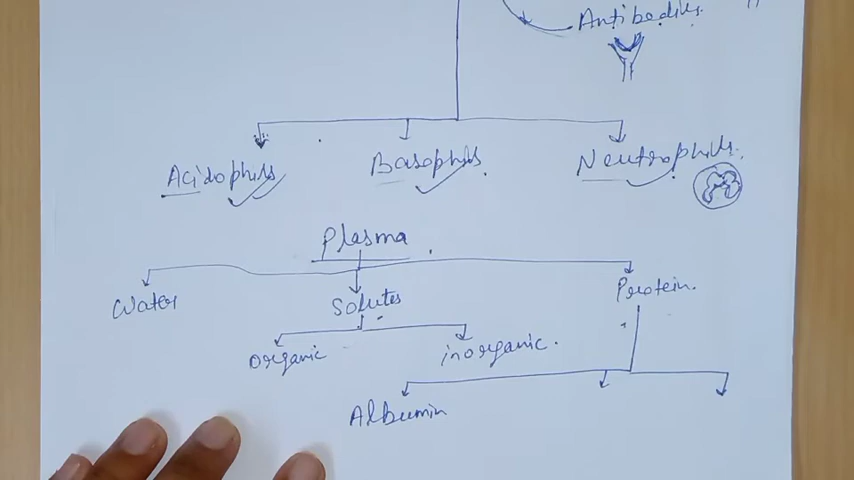 Antibodies.
Acidophils Basophils. Neutrophils.
Plasma
Water Solutes Protein.
organic inorganic.
Albumin